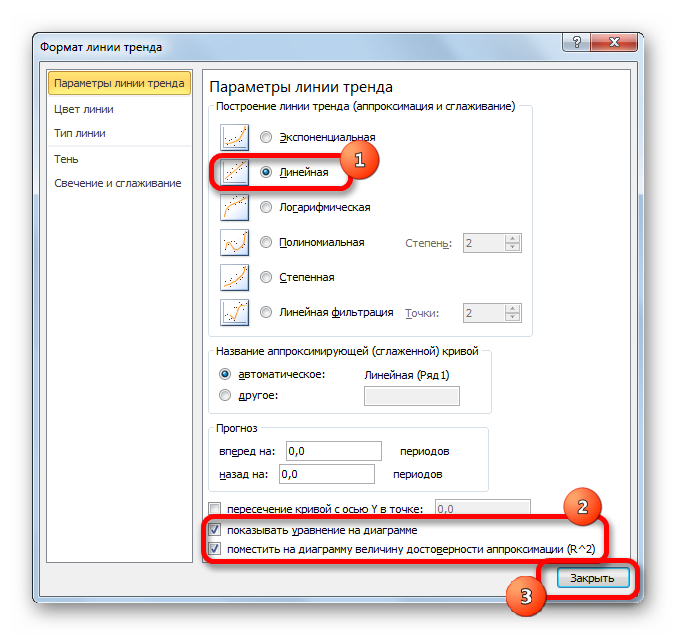 Формат линии тренда
?
Параметры линии тренда
Цвет линии
Тип линии
Тень
Свечение и сглаживание
Параметры линии тренда
Построение линии тренда (аппроксимация и сглаживание)
Экспоненциальная
1
Линейная
Логарифмическая
Полиномиальная Степень: 2
Степенная
Линейная фильтрация Точки: 2
Название аппроксимирующей (сглаженной) кривой
автоматическое: Линейная (Ряд1)
другое:
Прогноз
вперед на: 0,0 периодов
назад на: 0,0 периодов
пересечение кривой с осью Y в точке: 0,0
2
показывать уравнение на диаграмме
поместить на диаграмму величину достоверности аппроксимации (R^2)
3
Закрыть